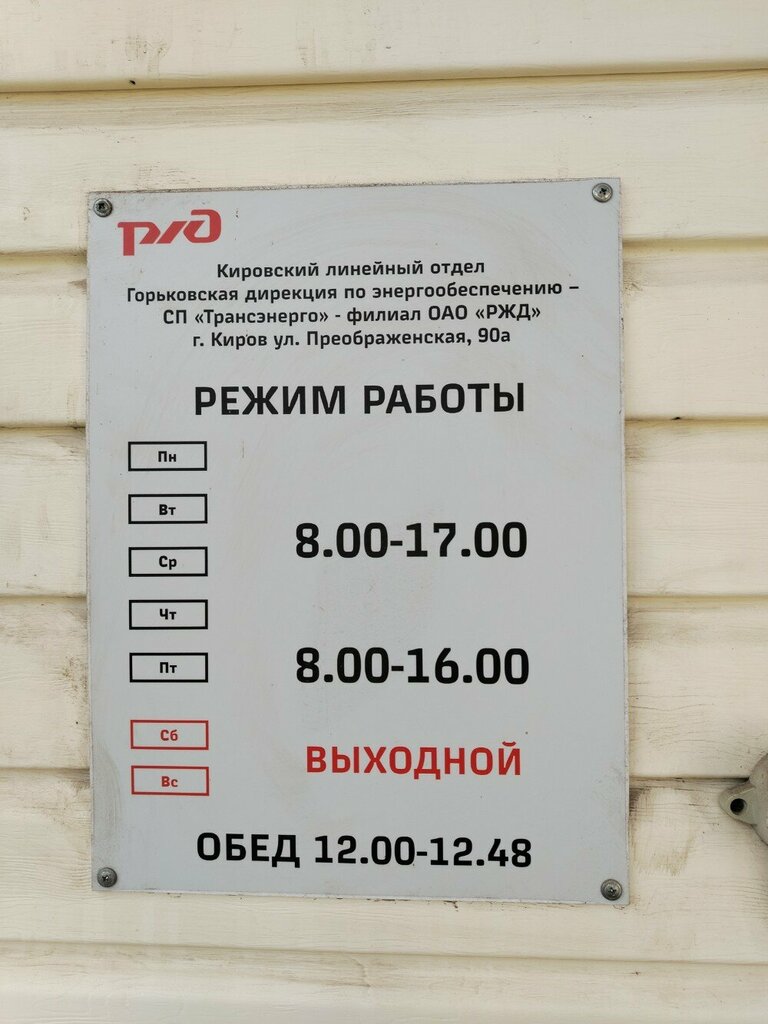 РЖД
Кировский линейный отдел
Горьковская дирекция по энергообеспечению –
СП «Трансэнерго» - филиал ОАО «РЖД»
г. Киров ул. Преображенская, 90а
РЕЖИМ РАБОТЫ
Пн
Вт
8.00-17.00
Ср
Чт
Пт 8.00-16.00
Сб
ВЫХОДНОЙ
Вс
ОБЕД 12.00-12.48